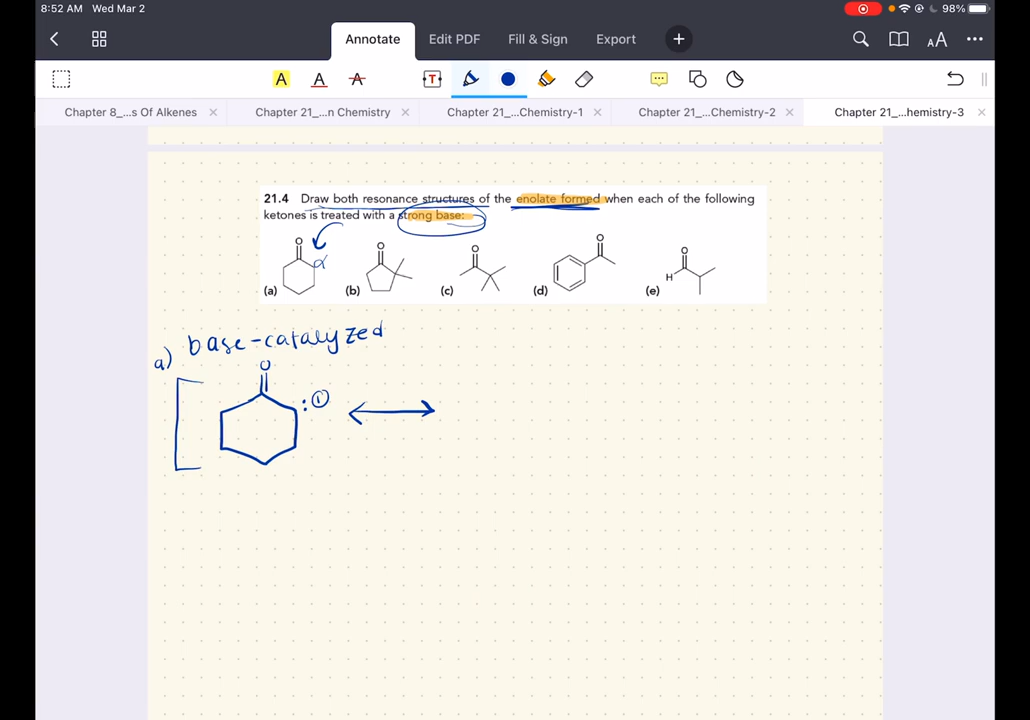 8:52 AM Wed Mar 2
98%
Annotate Edit PDF Fill & Sign Export
A A A T AA
Chapter 8_...s Of Alkenes Chapter 21_...n Chemistry Chapter 21_...Chemistry-1 Chapter 21_...Chemistry-2 Chapter 21_...hemistry-3
21.4 Draw both resonance structures of the enolate formed when each of the following
ketones is treated with a strong base:
O O O O O
α
H
(a) (b) (c) (d) (e)
base-catalyzed
a)
O